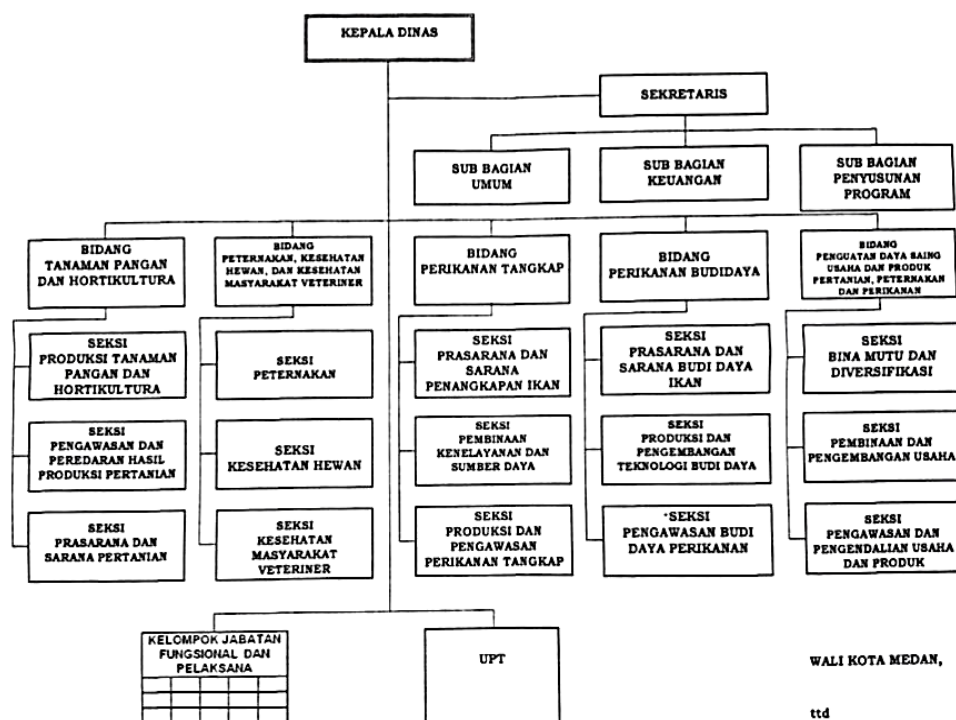 KEPALA DINAS
SEKRETARIS
SUB BAGIAN
UMUM
SUB BAGIAN
KEUANGAN
SUB BAGIAN
PENYUSUNAN
PROGRAM
BIDANG
TANAMAN PANGAN
DAN HORTIKULTURA
BIDANG
PETERNAKAN, KESEHATAN
HEWAN, DAN KESEHATAN
MASYARAKAT VETERINER
BIDANG
PERIKANAN TANGKAP
BIDANG
PERIKANAN BUDIDAYA
BIDANG
PENGUATAN DAYA SAING
USAHA DAN PRODUK
PERTANIAN, PETERNAKAN
DAN PERIKANAN
SEKSI
PRODUKSI TANAMAN
PANGAN DAN
HORTIKULTURA
SEKSI
PETERNAKAN
SEKSI
PRASARANA DAN
SARANA
PENANGKAPAN IKAN
SEKSI
PRASARANA DAN
SARANA BUDI DAYA
IKAN
SEKSI
BINA MUTU DAN
DIVERSIFIKASI
SEKSI
PENGAWASAN DAN
PEREDARAN HASIL
PRODUKSI PERTANIAN
SEKSI
KESEHATAN HEWAN
SEKSI
PEMBINAAN
KENELAYANAN DAN
SUMBER DAYA
SEKSI
PRODUKSI DAN
PENGEMBANGAN
TEKNOLOGI BUDI DAYA
SEKSI
PEMBINAAN DAN
PENGEMBANGAN USAHA
SEKSI
PRASARANA DAN
SARANA PERTANIAN
SEKSI
KESEHATAN
MASYARAKAT
VETERINER
SEKSI
PRODUKSI DAN
PENGAWASAN
PERIKANAN TANGKAP
SEKSI
PENGAWASAN BUDI
DAYA PERIKANAN
SEKSI
PENGAWASAN DAN
PENGENDALIAN USAHA
DAN PRODUK
KELOMPOK JABATAN
FUNGSIONAL DAN
PELAKSANA
UPT
WALI KOTA MEDAN,
ttd